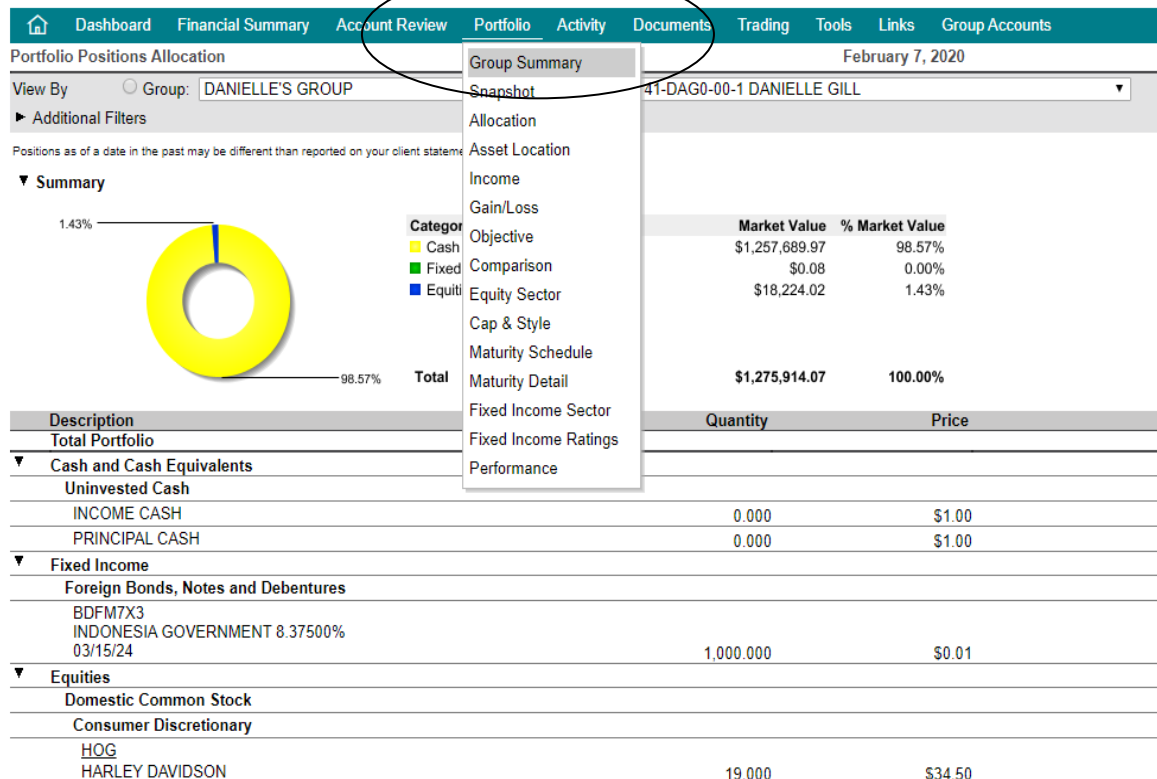 Dashboard Financial Summary Account Review Portfolio Activity Documents Trading Tools Links Group Accounts
Portfolio Positions Allocation February 7, 2020
View By Group: DANIELLE'S GROUP 41-DAG0-00-1 DANIELLE GILL
Additional Filters
Positions as of a date in the past may be different than reported on your client stateme
Group Summary
Snapshot
Allocation
Asset Location
Income
Gain/Loss
Objective
Comparison
Equity Sector
Cap & Style
Maturity Schedule
Maturity Detail
Fixed Income Sector
Fixed Income Ratings
Performance
Summary
1.43%
98.57%
Categor Market Value % Market Value
Cash $1,257,689.97 98.57%
Fixed $0.08 0.00%
Equiti $18,224.02 1.43%
Total $1,275,914.07 100.00%
Description Quantity Price
Total Portfolio
Cash and Cash Equivalents
Uninvested Cash
INCOME CASH 0.000 $1.00
PRINCIPAL CASH 0.000 $1.00
Fixed Income
Foreign Bonds, Notes and Debentures
BDFM7X3
INDONESIA GOVERNMENT 8.37500%
03/15/24 1,000.000 $0.01
Equities
Domestic Common Stock
Consumer Discretionary
HOG
HARLEY DAVIDSON 19.000 $34.50